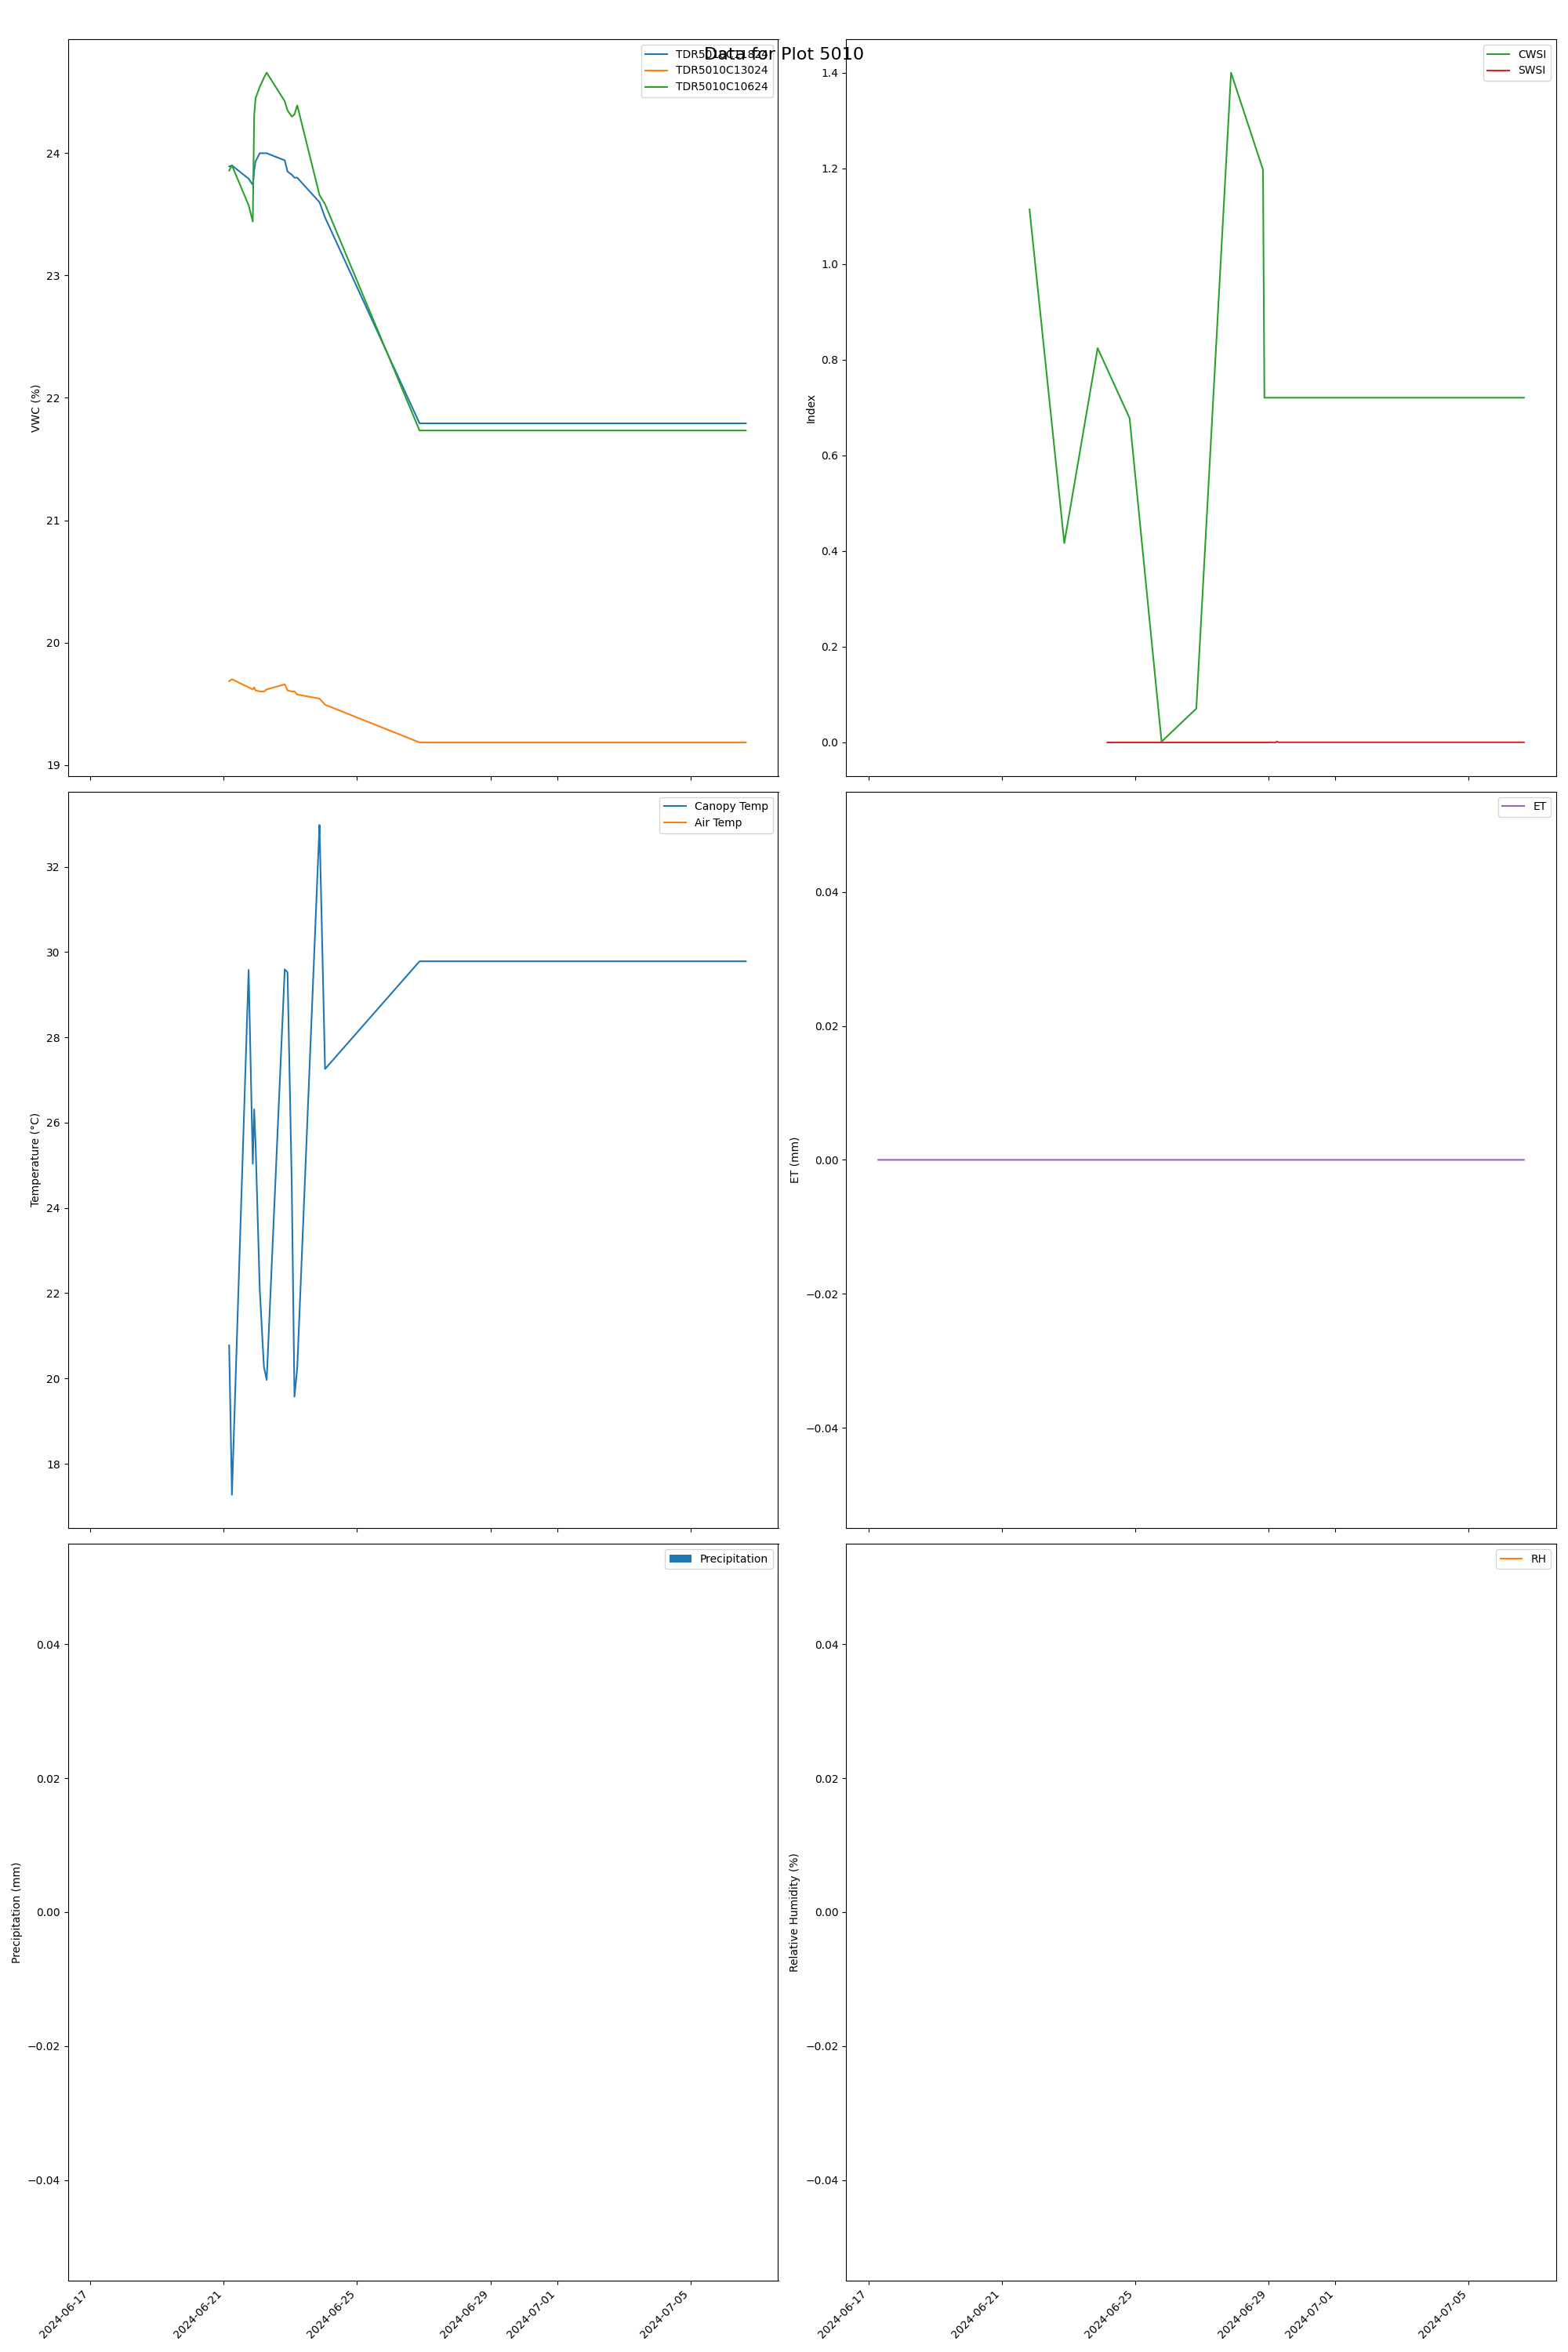 Data for Plot 5010
TDR5010C11824
TDR5010C13024
TDR5010C10624
24
23
22
21
20
19
VWC (%)
CWSI
SWSI
1.4
1.2
1.0
0.8
0.6
0.4
0.2
0.0
Index
Canopy Temp
Air Temp
32
30
28
26
24
22
20
18
Temperature (°C)
ET
0.04
0.02
0.00
−0.02
−0.04
ET (mm)
Precipitation
0.04
0.02
0.00
−0.02
−0.04
Precipitation (mm)
2024-06-17
2024-06-21
2024-06-25
2024-06-29
2024-07-01
2024-07-05
RH
0.04
0.02
0.00
−0.02
−0.04
Relative Humidity (%)
2024-06-17
2024-06-21
2024-06-25
2024-06-29
2024-07-01
2024-07-05